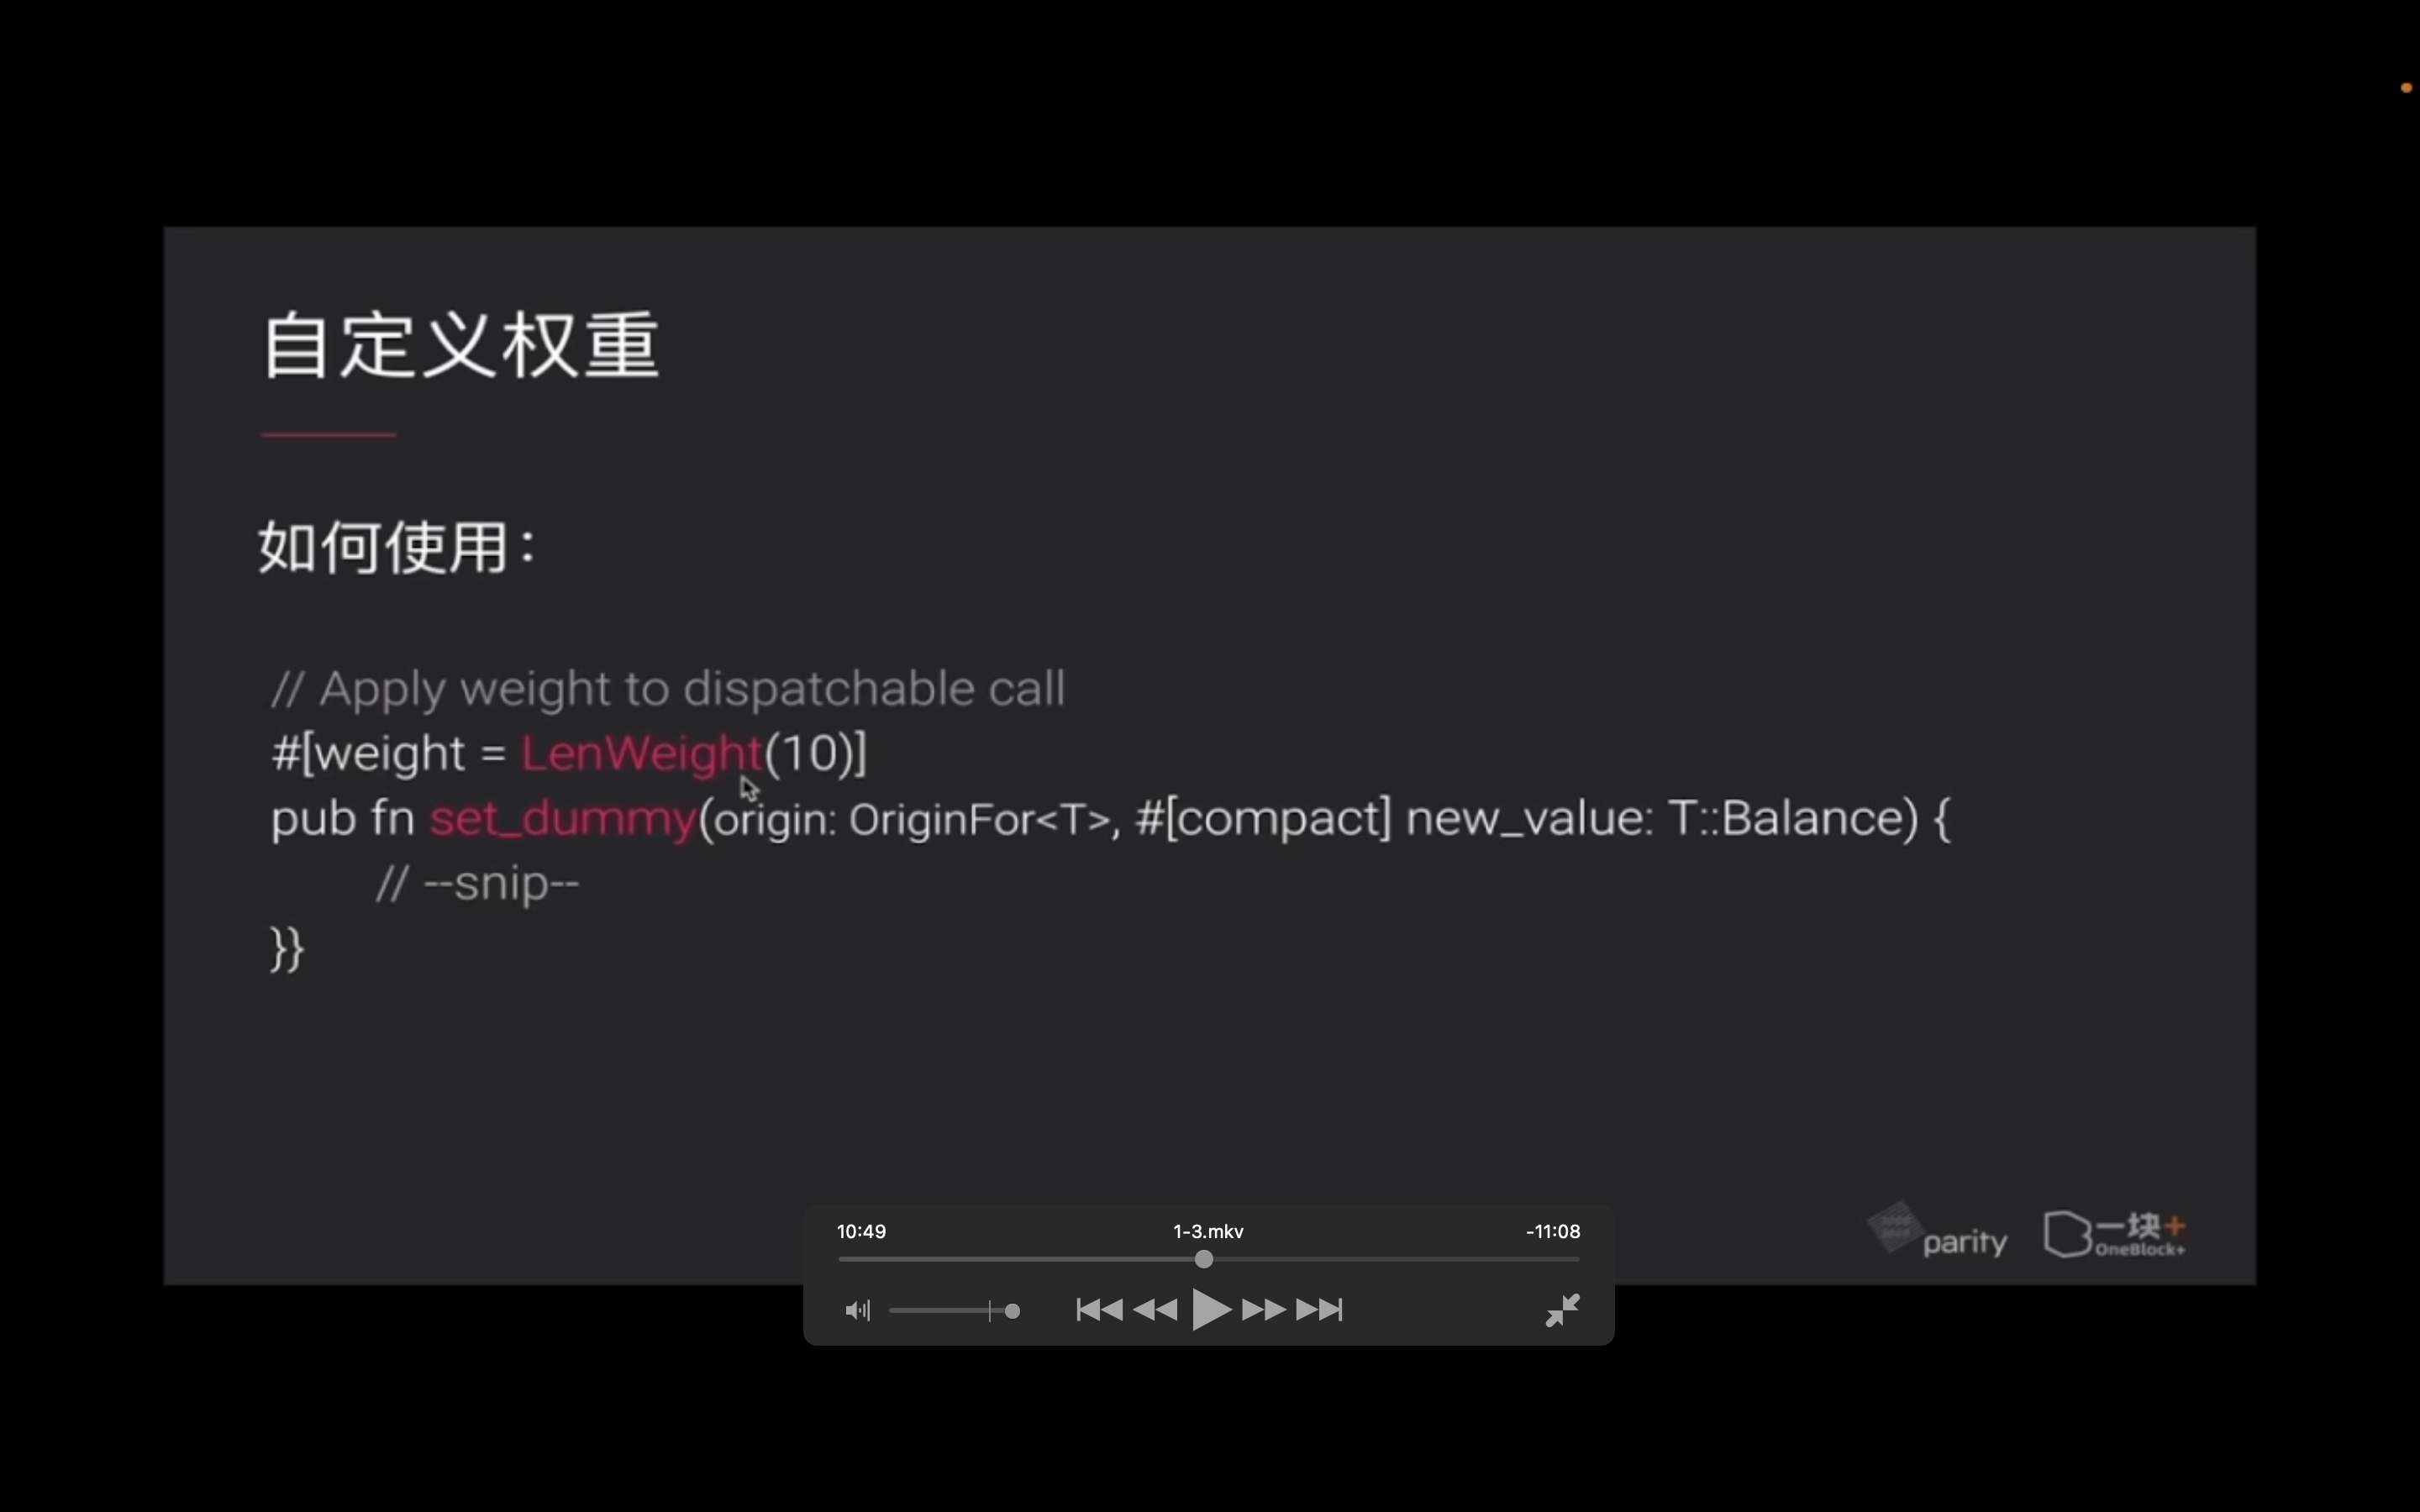 自定义权重
如何使用：
// Apply weight to dispatchable call
#[weight = LenWeight(10)]
pub fn set_dummy(origin: OriginFor<T>, #[compact] new_value: T::Balance) {
// --snip--
}}
parity
一块+
OneBlock+
10:49
1-3.mkv
-11:08